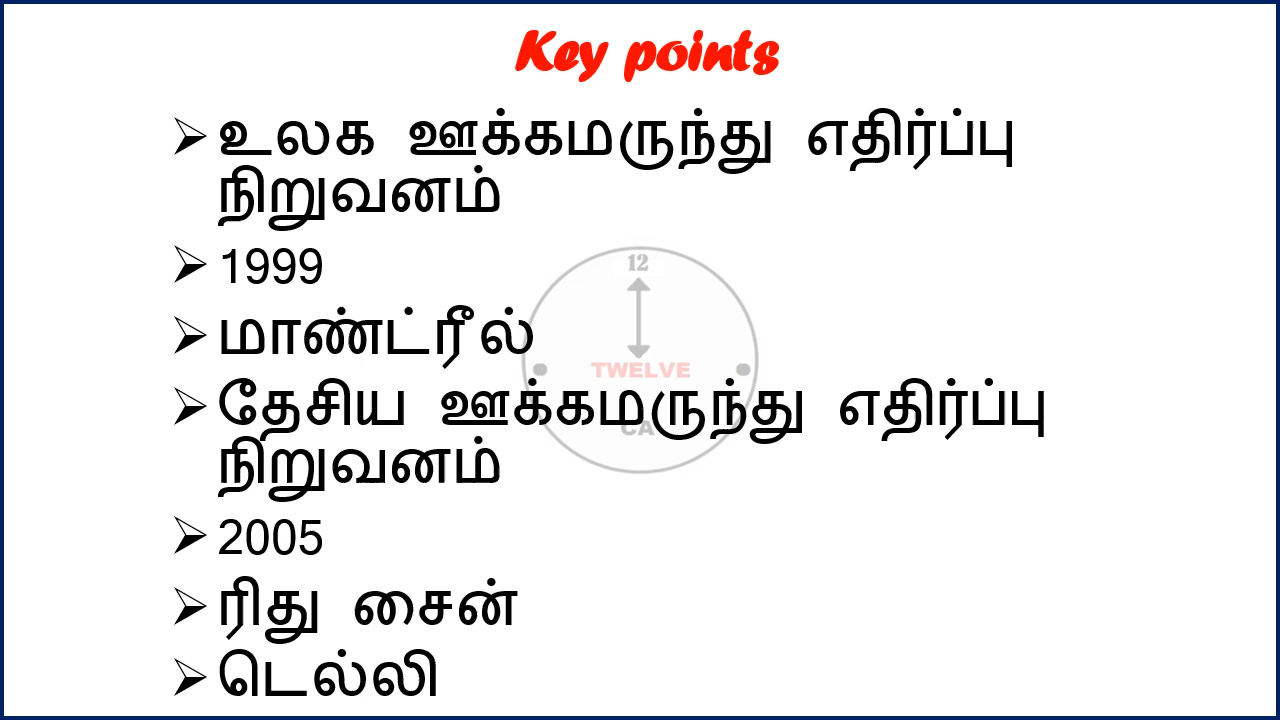 Key points
உலக ஊக்கமருந்து எதிர்ப்பு
நிறுவனம்
1999
மாண்ட்ரீல்
தேசிய ஊக்கமருந்து எதிர்ப்பு
நிறுவனம்
2005
ரிது சைன்
டெல்லி
12
TWELVE
CA